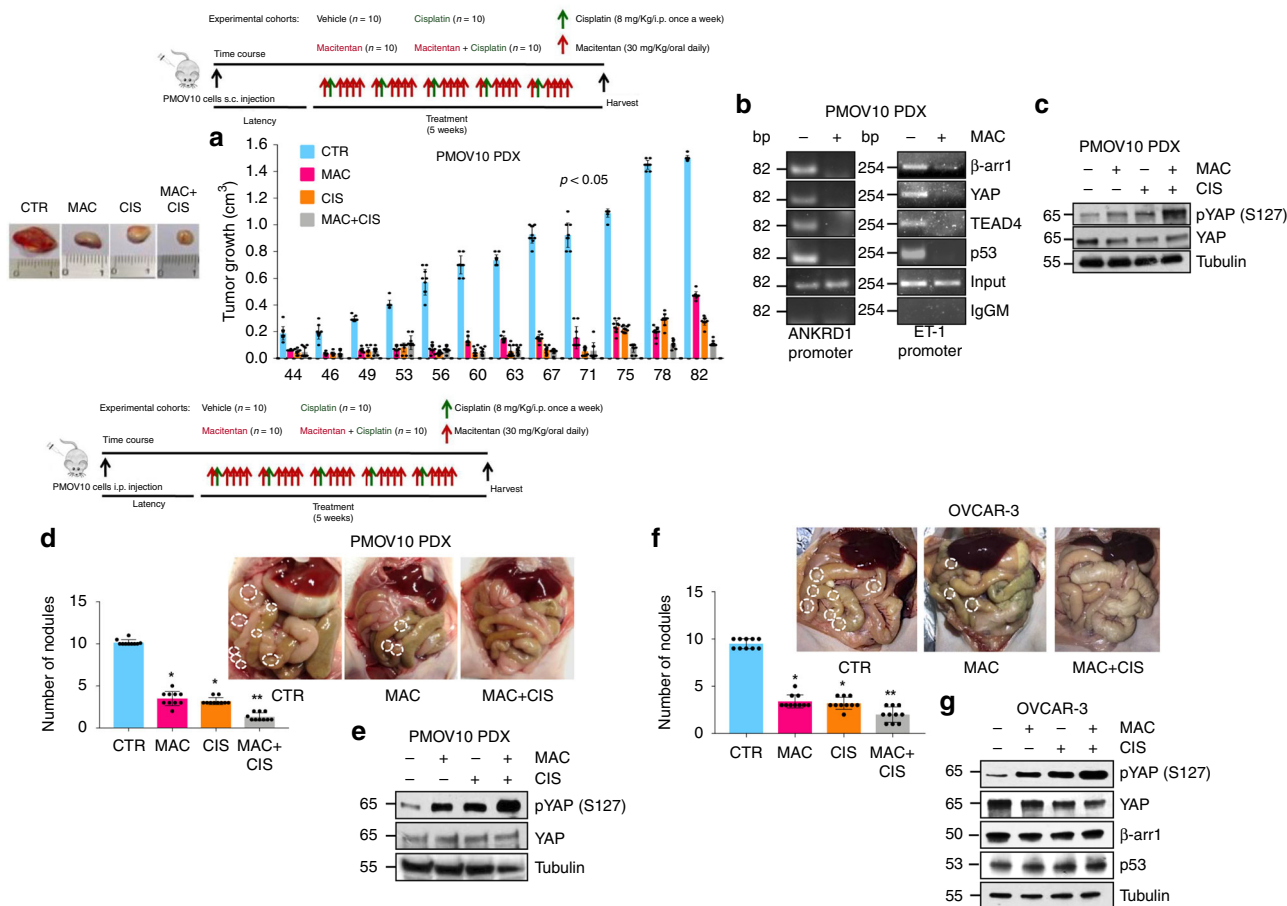 Experimental cohorts: Vehicle (n = 10) Cisplatin (n = 10) Cisplatin (8 mg/Kg/i.p. once a week)
Macitentan (n = 10) Macitentan + Cisplatin (n = 10) Macitentan (30 mg/Kg/oral daily)
Time course
PMOV10 cells s.c. injection
Harvest
Latency
Treatment
(5 weeks)
CTR MAC CIS MAC+
CIS
0 1 0 1 0 1 0 1
a
PMOV10 PDX
Tumor growth (cm3)
1.6
1.4
1.2
1.0
0.8
0.6
0.4
0.2
0.0
CTR
MAC
CIS
MAC+CIS
p < 0.05
44 46 49 53 56 60 63 67 71 75 78 82
b
PMOV10 PDX
bp – + bp – + MAC
82 254 β-arr1
82 254 YAP
82 254 TEAD4
82 254 p53
82 254 Input
82 254 IgGM
ANKRD1
promoter
ET-1
promoter
c
PMOV10 PDX
– + – + MAC
– – + + CIS
65 pYAP (S127)
65 YAP
55 Tubulin
Experimental cohorts: Vehicle (n = 10) Cisplatin (n = 10) Cisplatin (8 mg/Kg/i.p. once a week)
Macitentan (n = 10) Macitentan + Cisplatin (n = 10) Macitentan (30 mg/Kg/oral daily)
Time course
PMOV10 cells i.p. injection
Harvest
Latency
Treatment
(5 weeks)
d
PMOV10 PDX
Number of nodules
15
10
5
0
* * **
CTR MAC CIS MAC+
CIS
CTR MAC MAC+CIS
e
PMOV10 PDX
– + – + MAC
– – + + CIS
65 pYAP (S127)
65 YAP
55 Tubulin
f
OVCAR-3
Number of nodules
15
10
5
0
* * **
CTR MAC CIS MAC+
CIS
CTR MAC MAC+CIS
g
OVCAR-3
– + – + MAC
– – + + CIS
65 pYAP (S127)
65 YAP
50 β-arr1
53 p53
55 Tubulin